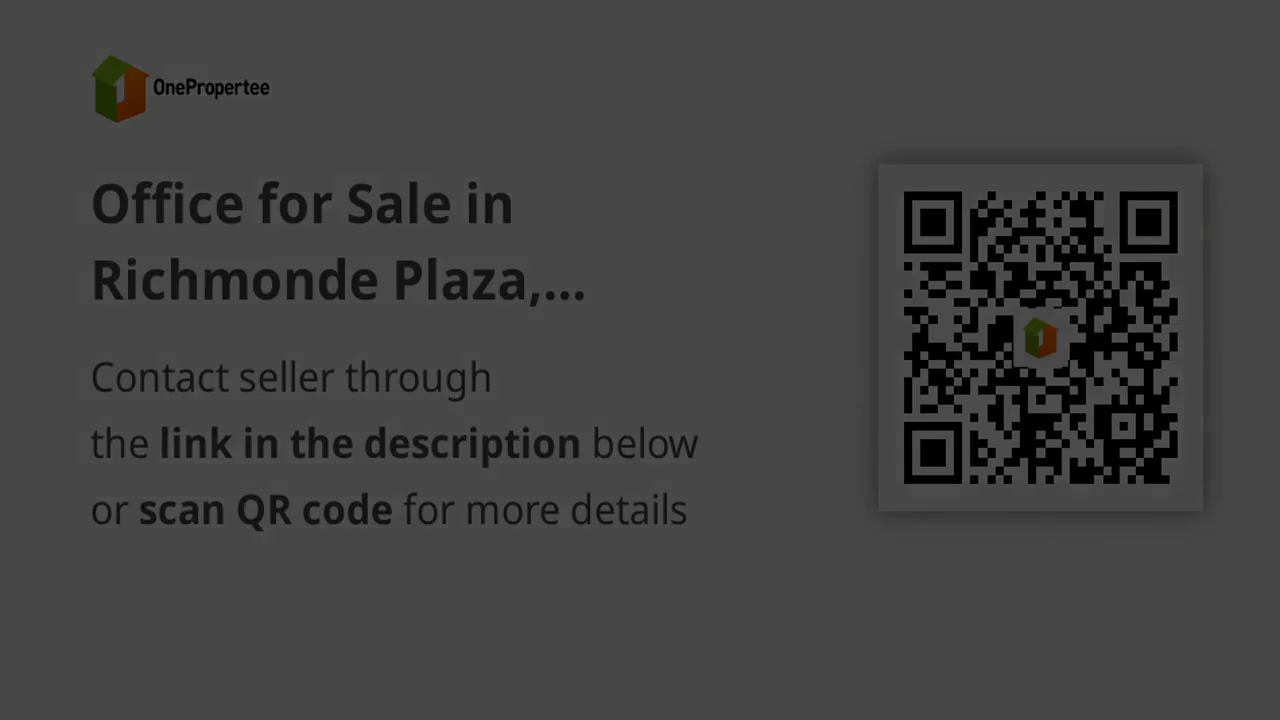 OnePropertee
Office for Sale in
Richmonde Plaza,...
Contact seller through
the link in the description below
or scan QR code for more details